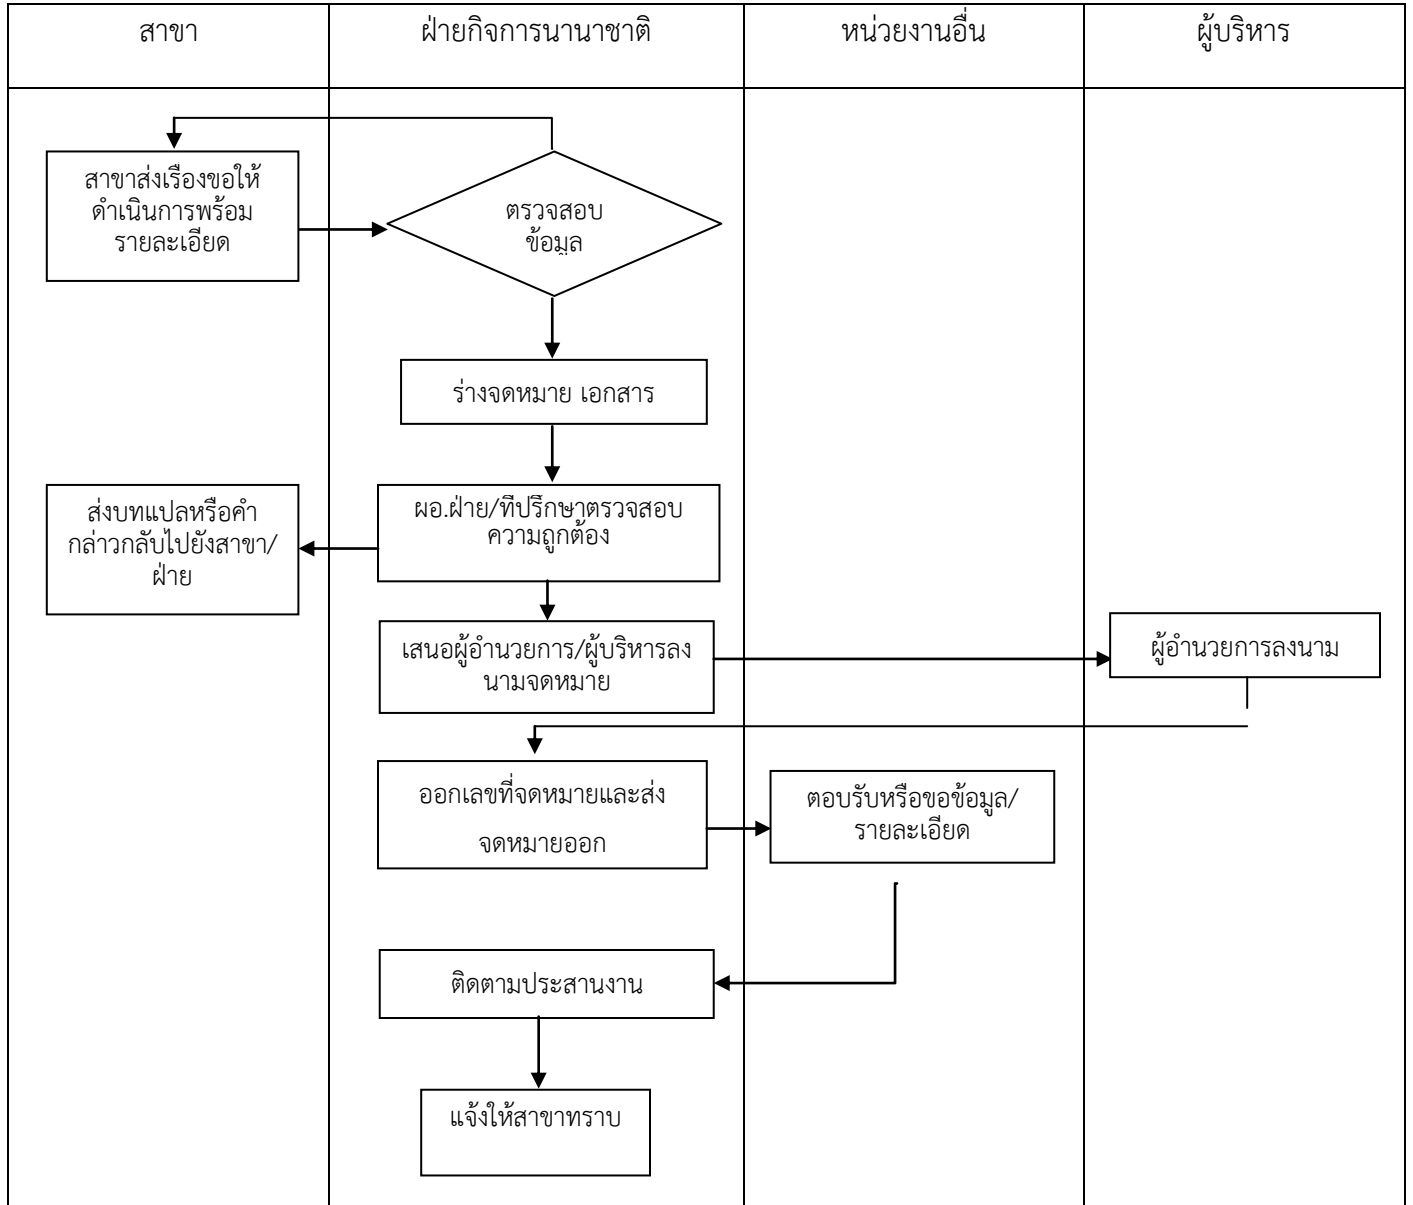 สาขา
ฝ่ายกิจการนานาชาติ
หน่วยงานอื่น
ผู้บริหาร
สาขาส่งเรื่องขอให้
ดำเนินการพร้อม
รายละเอียด
ตรวจสอบ
ข้อมูล
ร่างจดหมาย เอกสาร
ส่งบทแปลหรือคำ
กล่าวกลับไปยังสาขา/
ฝ่าย
ผอ.ฝ่าย/ที่ปรึกษาตรวจสอบ
ความถูกต้อง
เสนอผู้อำนวยการ/ผู้บริหารลง
นามจดหมาย
ผู้อำนวยการลงนาม
ออกเลขที่จดหมายและส่ง
จดหมายออก
ตอบรับหรือขอข้อมูล/
รายละเอียด
ติดตามประสานงาน
แจ้งให้สาขาทราบ